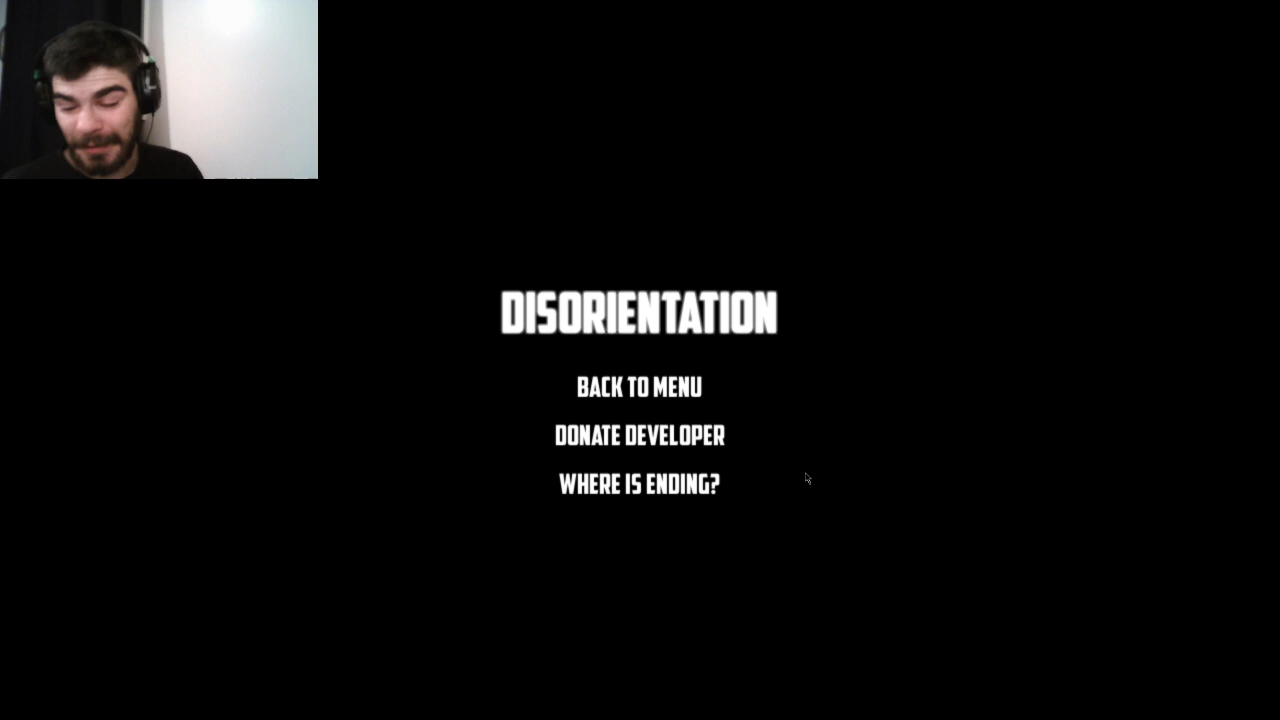 DISORIENTATION
BACK TO MENU
DONATE DEVELOPER
WHERE IS ENDING?